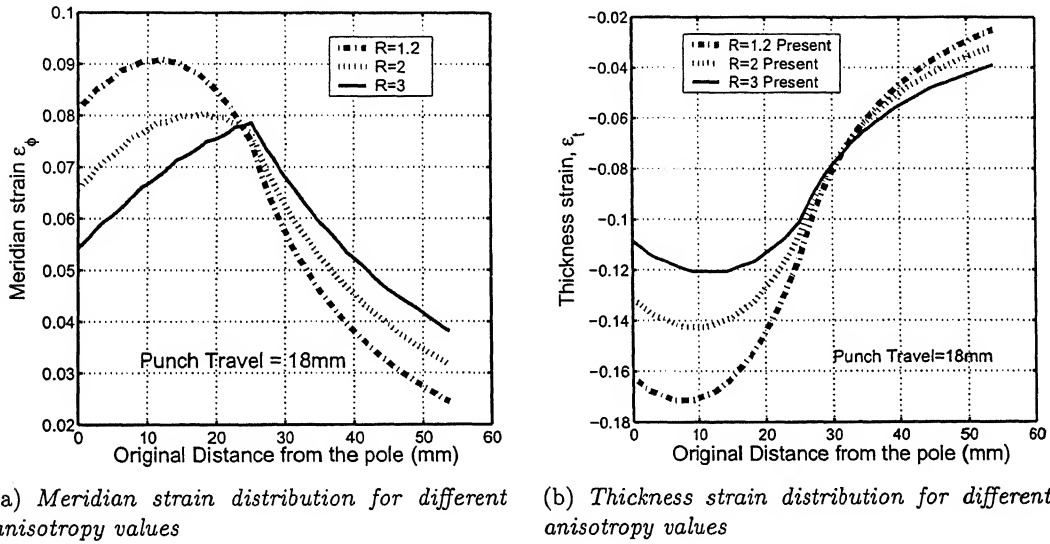 0.1
0.09
0.08
0.07
0.06
0.05
0.04
0.03
0.02
Meridian strain εϕ
R=1.2
R=2
R=3
Punch Travel = 18mm
0 10 20 30 40 50 60
Original Distance from the pole (mm)
−0.02
−0.04
−0.06
−0.08
−0.1
−0.12
−0.14
−0.16
−0.18
Thickness strain, εt
R=1.2 Present
R=2 Present
R=3 Present
Punch Travel=18mm
0 10 20 30 40 50 60
Original Distance from the pole (mm)
a) Meridian strain distribution for different
anisotropy values
(b) Thickness strain distribution for different
anisotropy values